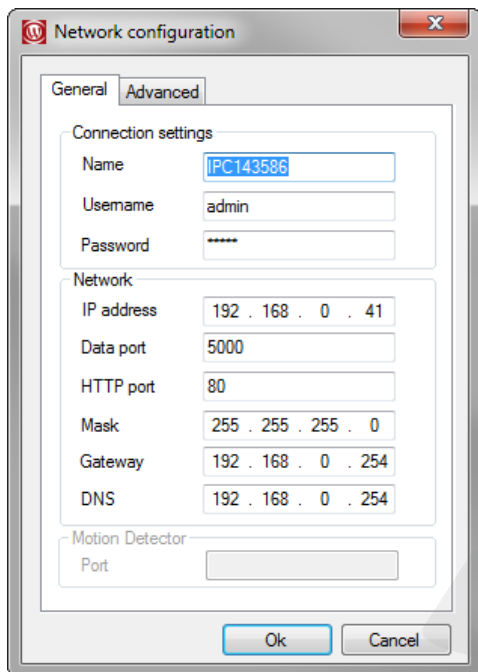 Network configuration
General Advanced
Connection settings
Name IPC143586
Username admin
Password *****
Network
IP address 192 . 168 . 0 . 41
Data port 5000
HTTP port 80
Mask 255 . 255 . 255 . 0
Gateway 192 . 168 . 0 . 254
DNS 192 . 168 . 0 . 254
Motion Detector
Port
Ok Cancel